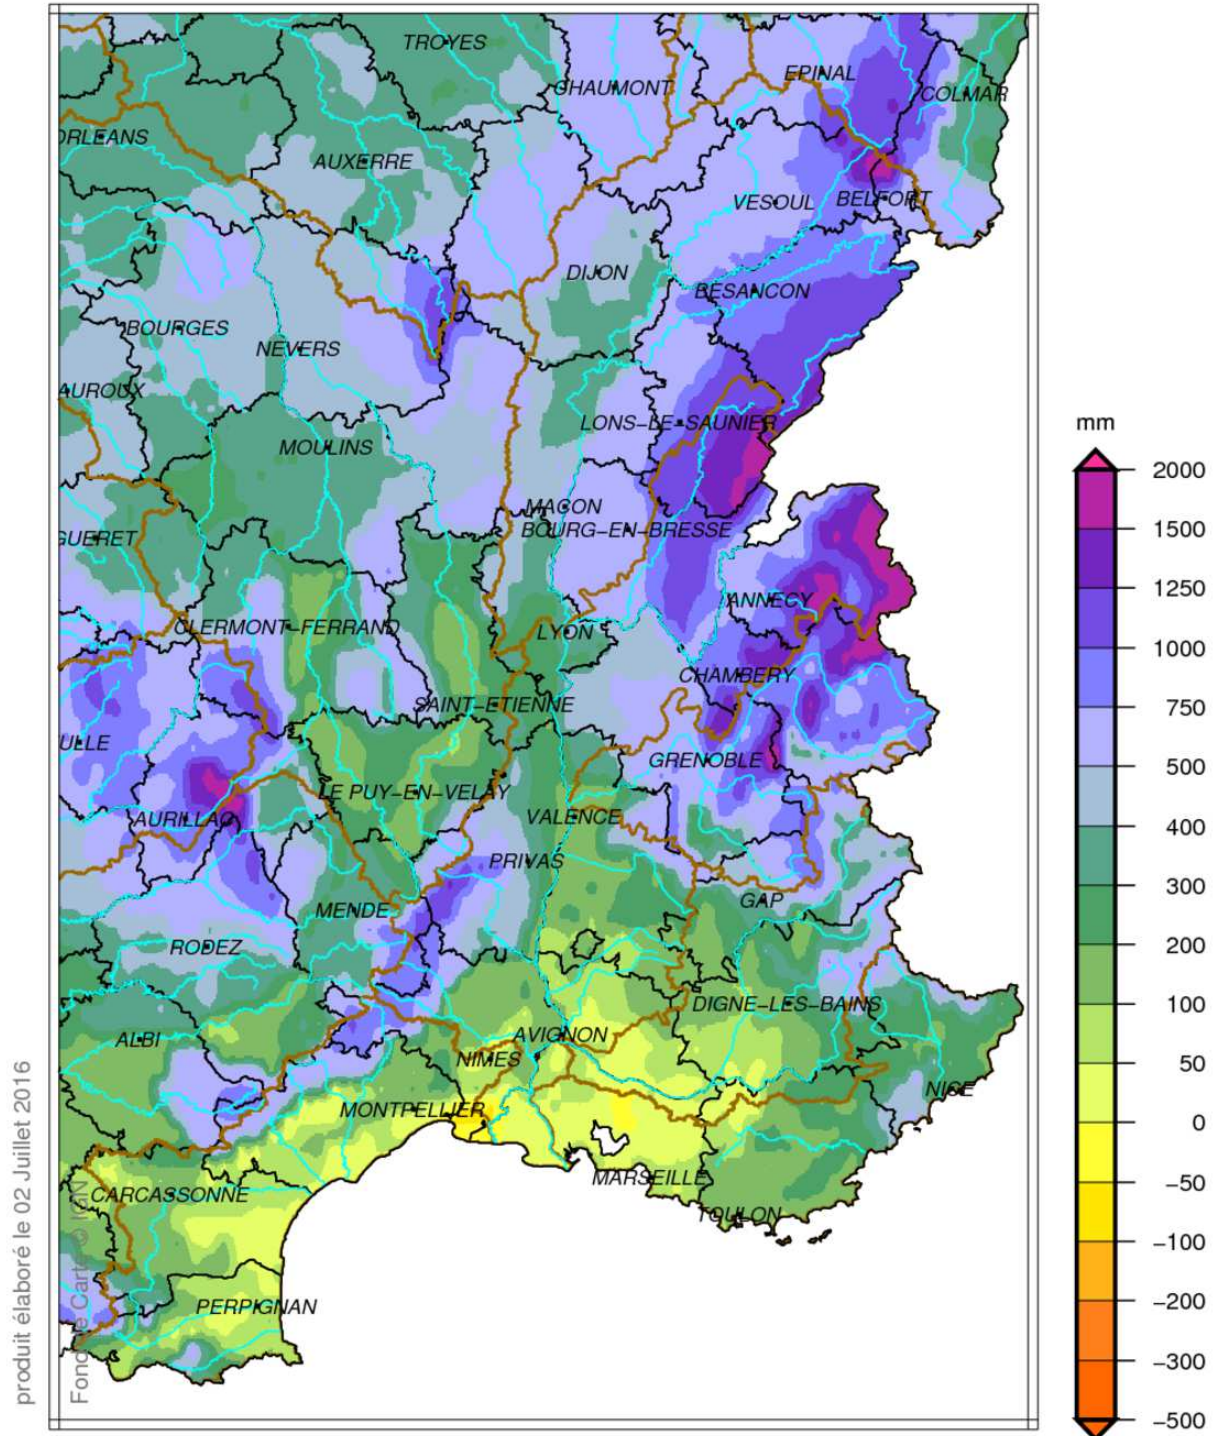 TROYES
EPINAL
CHAUMONT
COLMAR
ORLEANS
AUXERRE
VESOUL
BELFORT
DIJON
BESANCON
BOURGES
NEVERS
AUROUX
LONS-LE-SAUNIER
MOULINS
mm
2000
MACON
BOURG-EN-BRESSE
1500
GUERET
1250
ANNECY
CLERMONT-FERRAND
LYON
1000
CHAMBERY
SAINT-ETIENNE
750
ULLE
GRENOBLE
500
LE PUY-EN-VELAY
AURILLAC
VALENCE
400
PRIVAS
300
GAP
MENDE
RODEZ
200
DIGNE-LES-BAINS
100
ALBI
AVIGNON
NIMES
50
NICE
MONTPELLIER
0
MARSEILLE
-50
CARCASSONNE
TOULON
-100
PERPIGNAN
-200
-300
-500
produit élaboré le 02 Juillet 2016
Fond de Carte © IGN